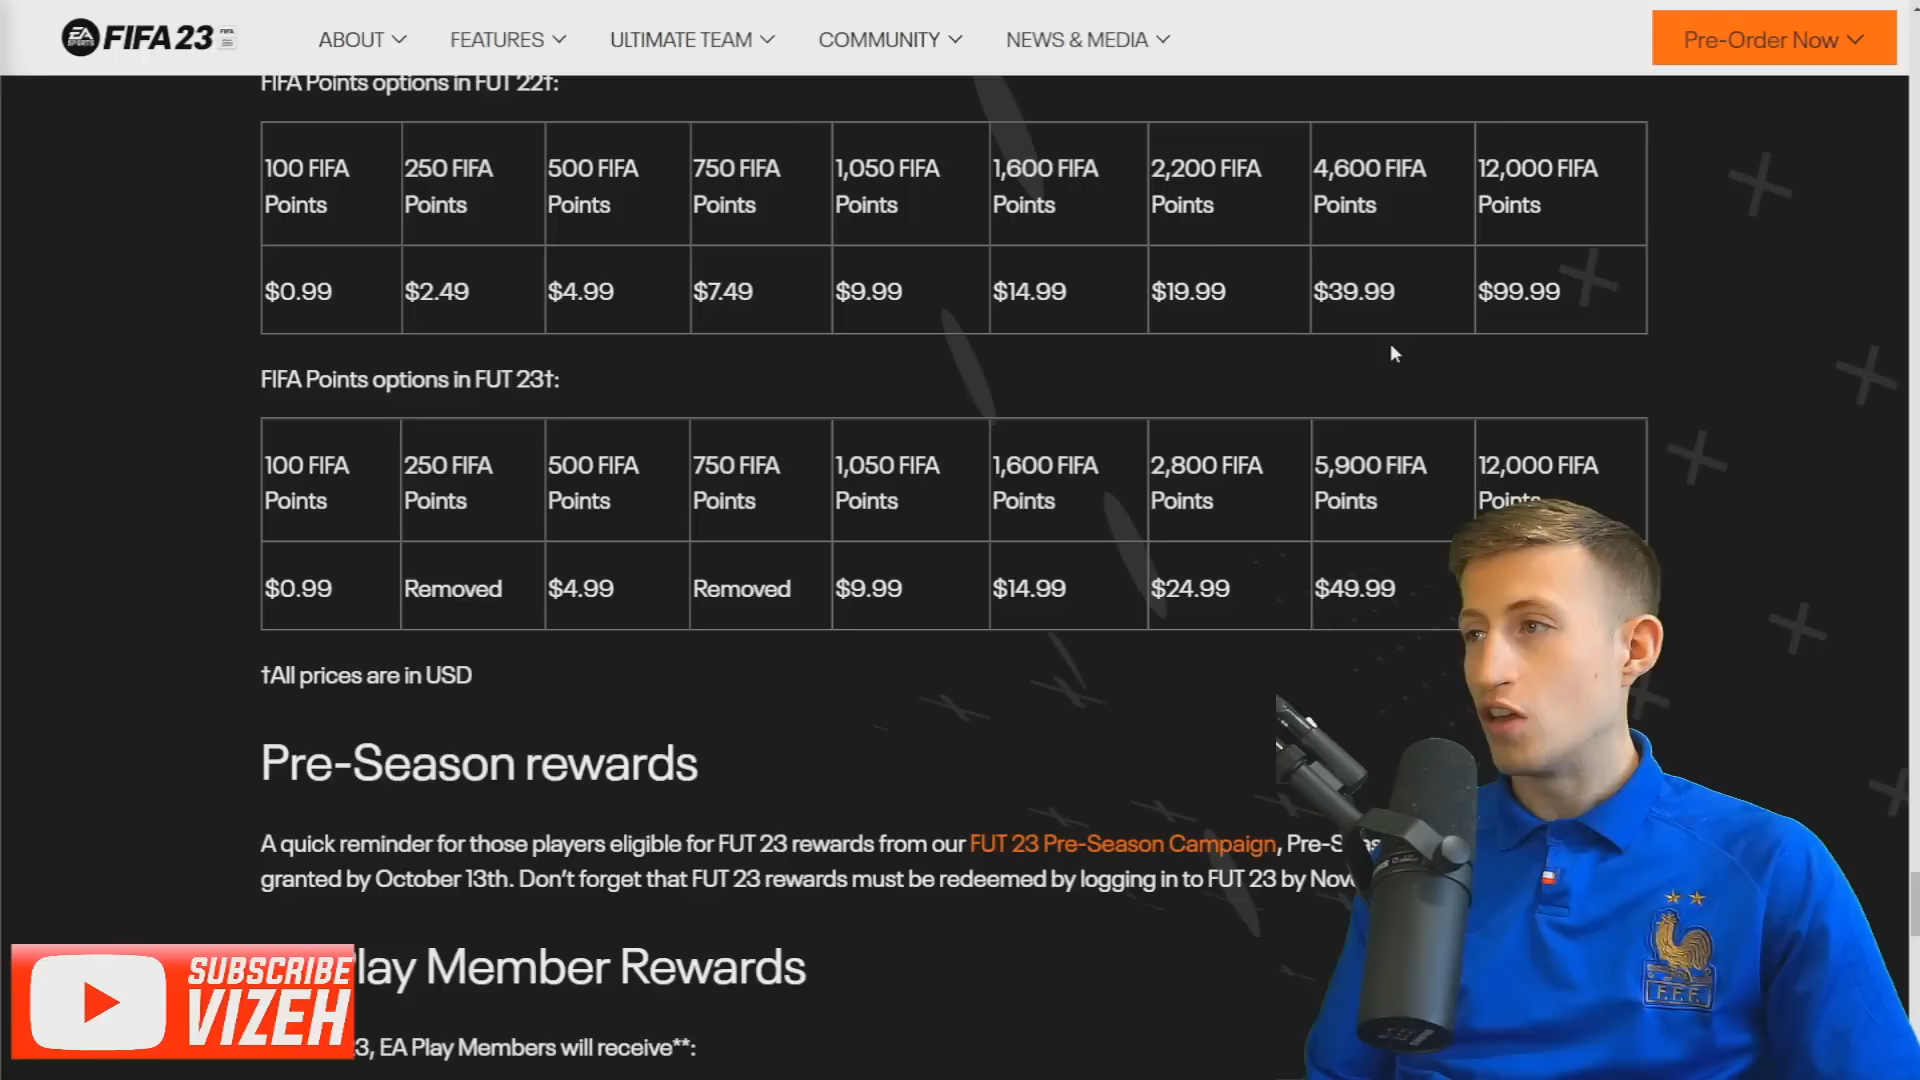 EA SPORTS FIFA 23 FIFA
ABOUT FEATURES ULTIMATE TEAM COMMUNITY NEWS & MEDIA Pre-Order Now
FIFA Points options in FUT 22†:
100 FIFA Points 250 FIFA Points 500 FIFA Points 750 FIFA Points 1,050 FIFA Points 1,600 FIFA Points 2,200 FIFA Points 4,600 FIFA Points 12,000 FIFA Points
$0.99 $2.49 $4.99 $7.49 $9.99 $14.99 $19.99 $39.99 $99.99
FIFA Points options in FUT 23†:
100 FIFA Points 250 FIFA Points 500 FIFA Points 750 FIFA Points 1,050 FIFA Points 1,600 FIFA Points 2,800 FIFA Points 5,900 FIFA Points 12,000 FIFA Points
$0.99 Removed $4.99 Removed $9.99 $14.99 $24.99 $49.99
†All prices are in USD
Pre-Season rewards
A quick reminder for those players eligible for FUT 23 rewards from our FUT 23 Pre-Season Campaign, Pre-S
granted by October 13th. Don't forget that FUT 23 rewards must be redeemed by logging in to FUT 23 by Nov
lay Member Rewards
3, EA Play Members will receive**:
SUBSCRIBE
VIZEH
F.F.F.